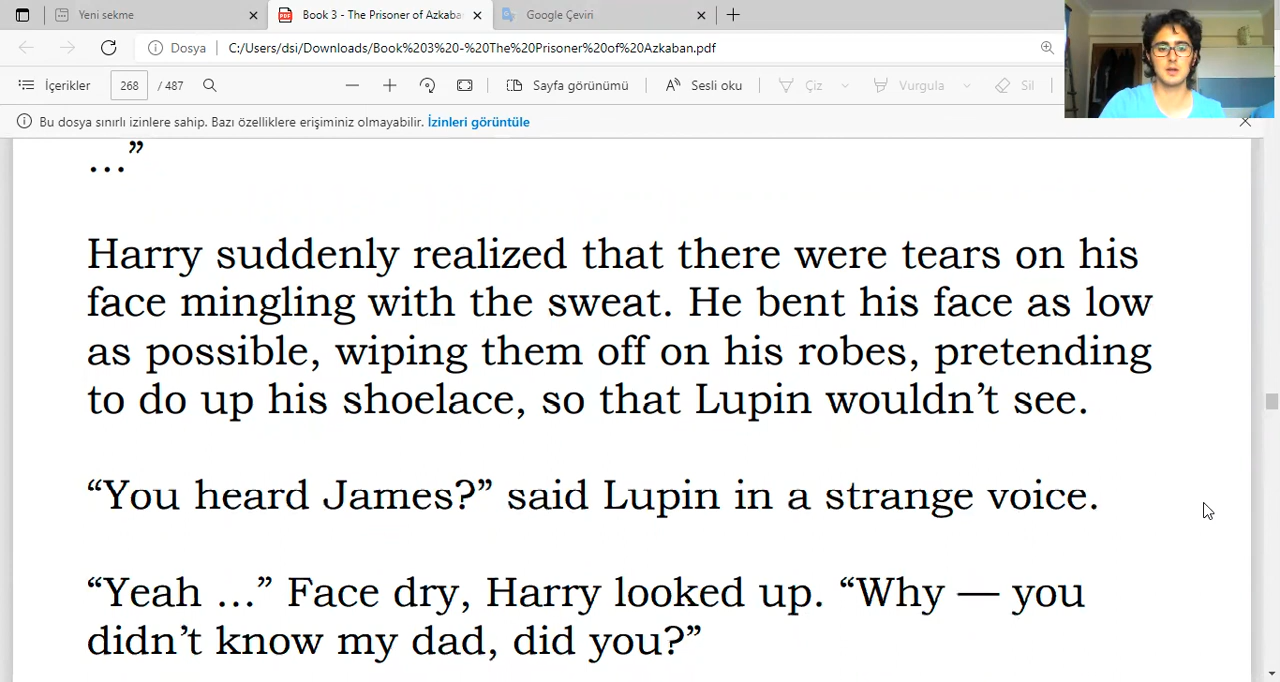 Yeni sekme
Book 3 - The Prisoner of Azkaba
Google Çeviri
Dosya
C:/Users/dsi/Downloads/Book%203%20-%20The%20Prisoner%20of%20Azkaban.pdf
İçerikler
268
/ 487
Sayfa görünümü
Sesli oku
Çiz
Vurgula
Sil
Bu dosya sınırlı izinlere sahip. Bazı özelliklere erişiminiz olmayabilir. İzinleri görüntüle
…”
Harry suddenly realized that there were tears on his
face mingling with the sweat. He bent his face as low
as possible, wiping them off on his robes, pretending
to do up his shoelace, so that Lupin wouldn’t see.
“You heard James?” said Lupin in a strange voice.
“Yeah …” Face dry, Harry looked up. “Why — you
didn’t know my dad, did you?”